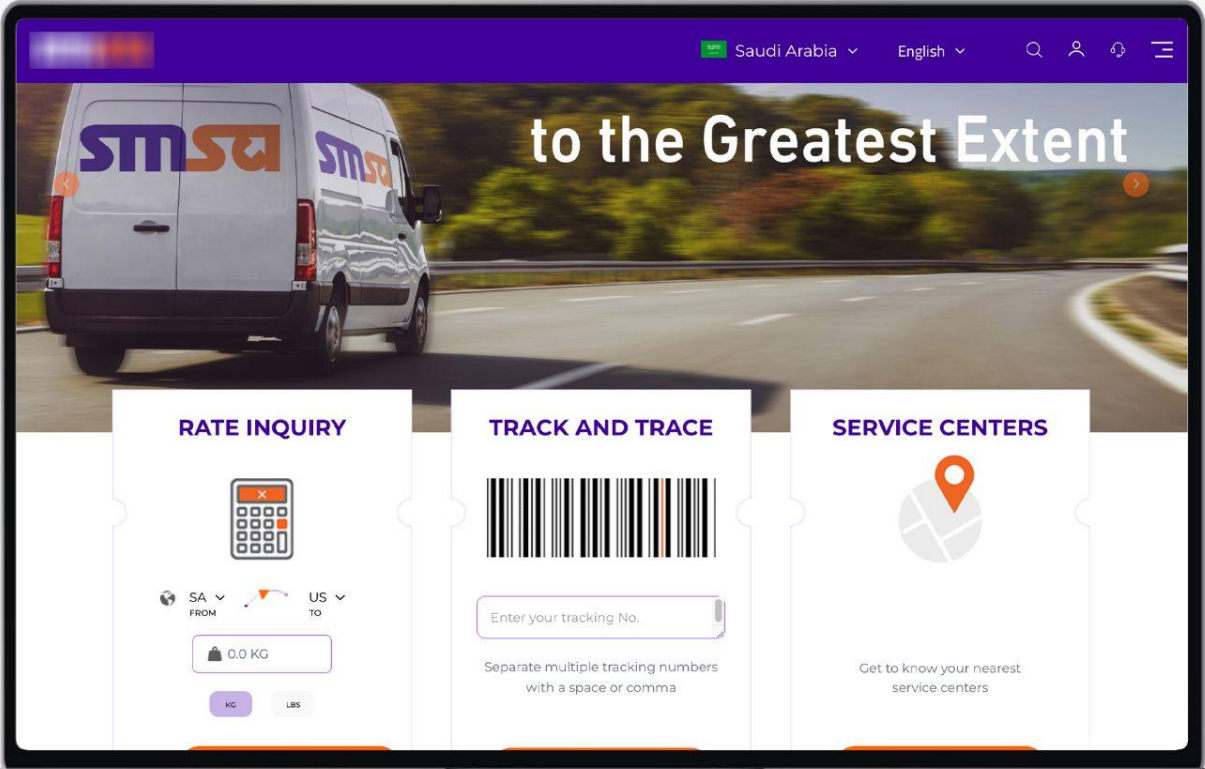 Saudi Arabia
English
to the Greatest Extent
smsa
smsa
RATE INQUIRY
SA
FROM
US
TO
0.0 KG
KG
LBS
TRACK AND TRACE
Enter your tracking No.
Separate multiple tracking numbers
with a space or comma
SERVICE CENTERS
Get to know your nearest
service centers